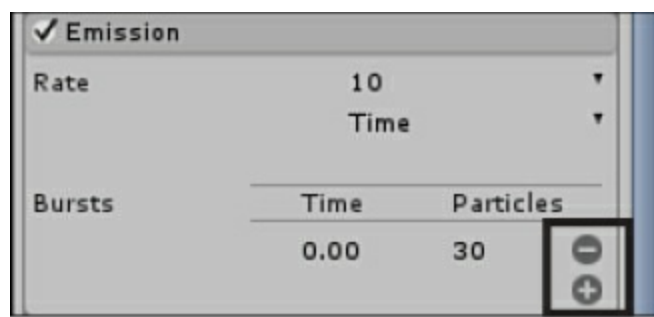 Emission
Rate 10
Time
Bursts Time Particles
0.00 30